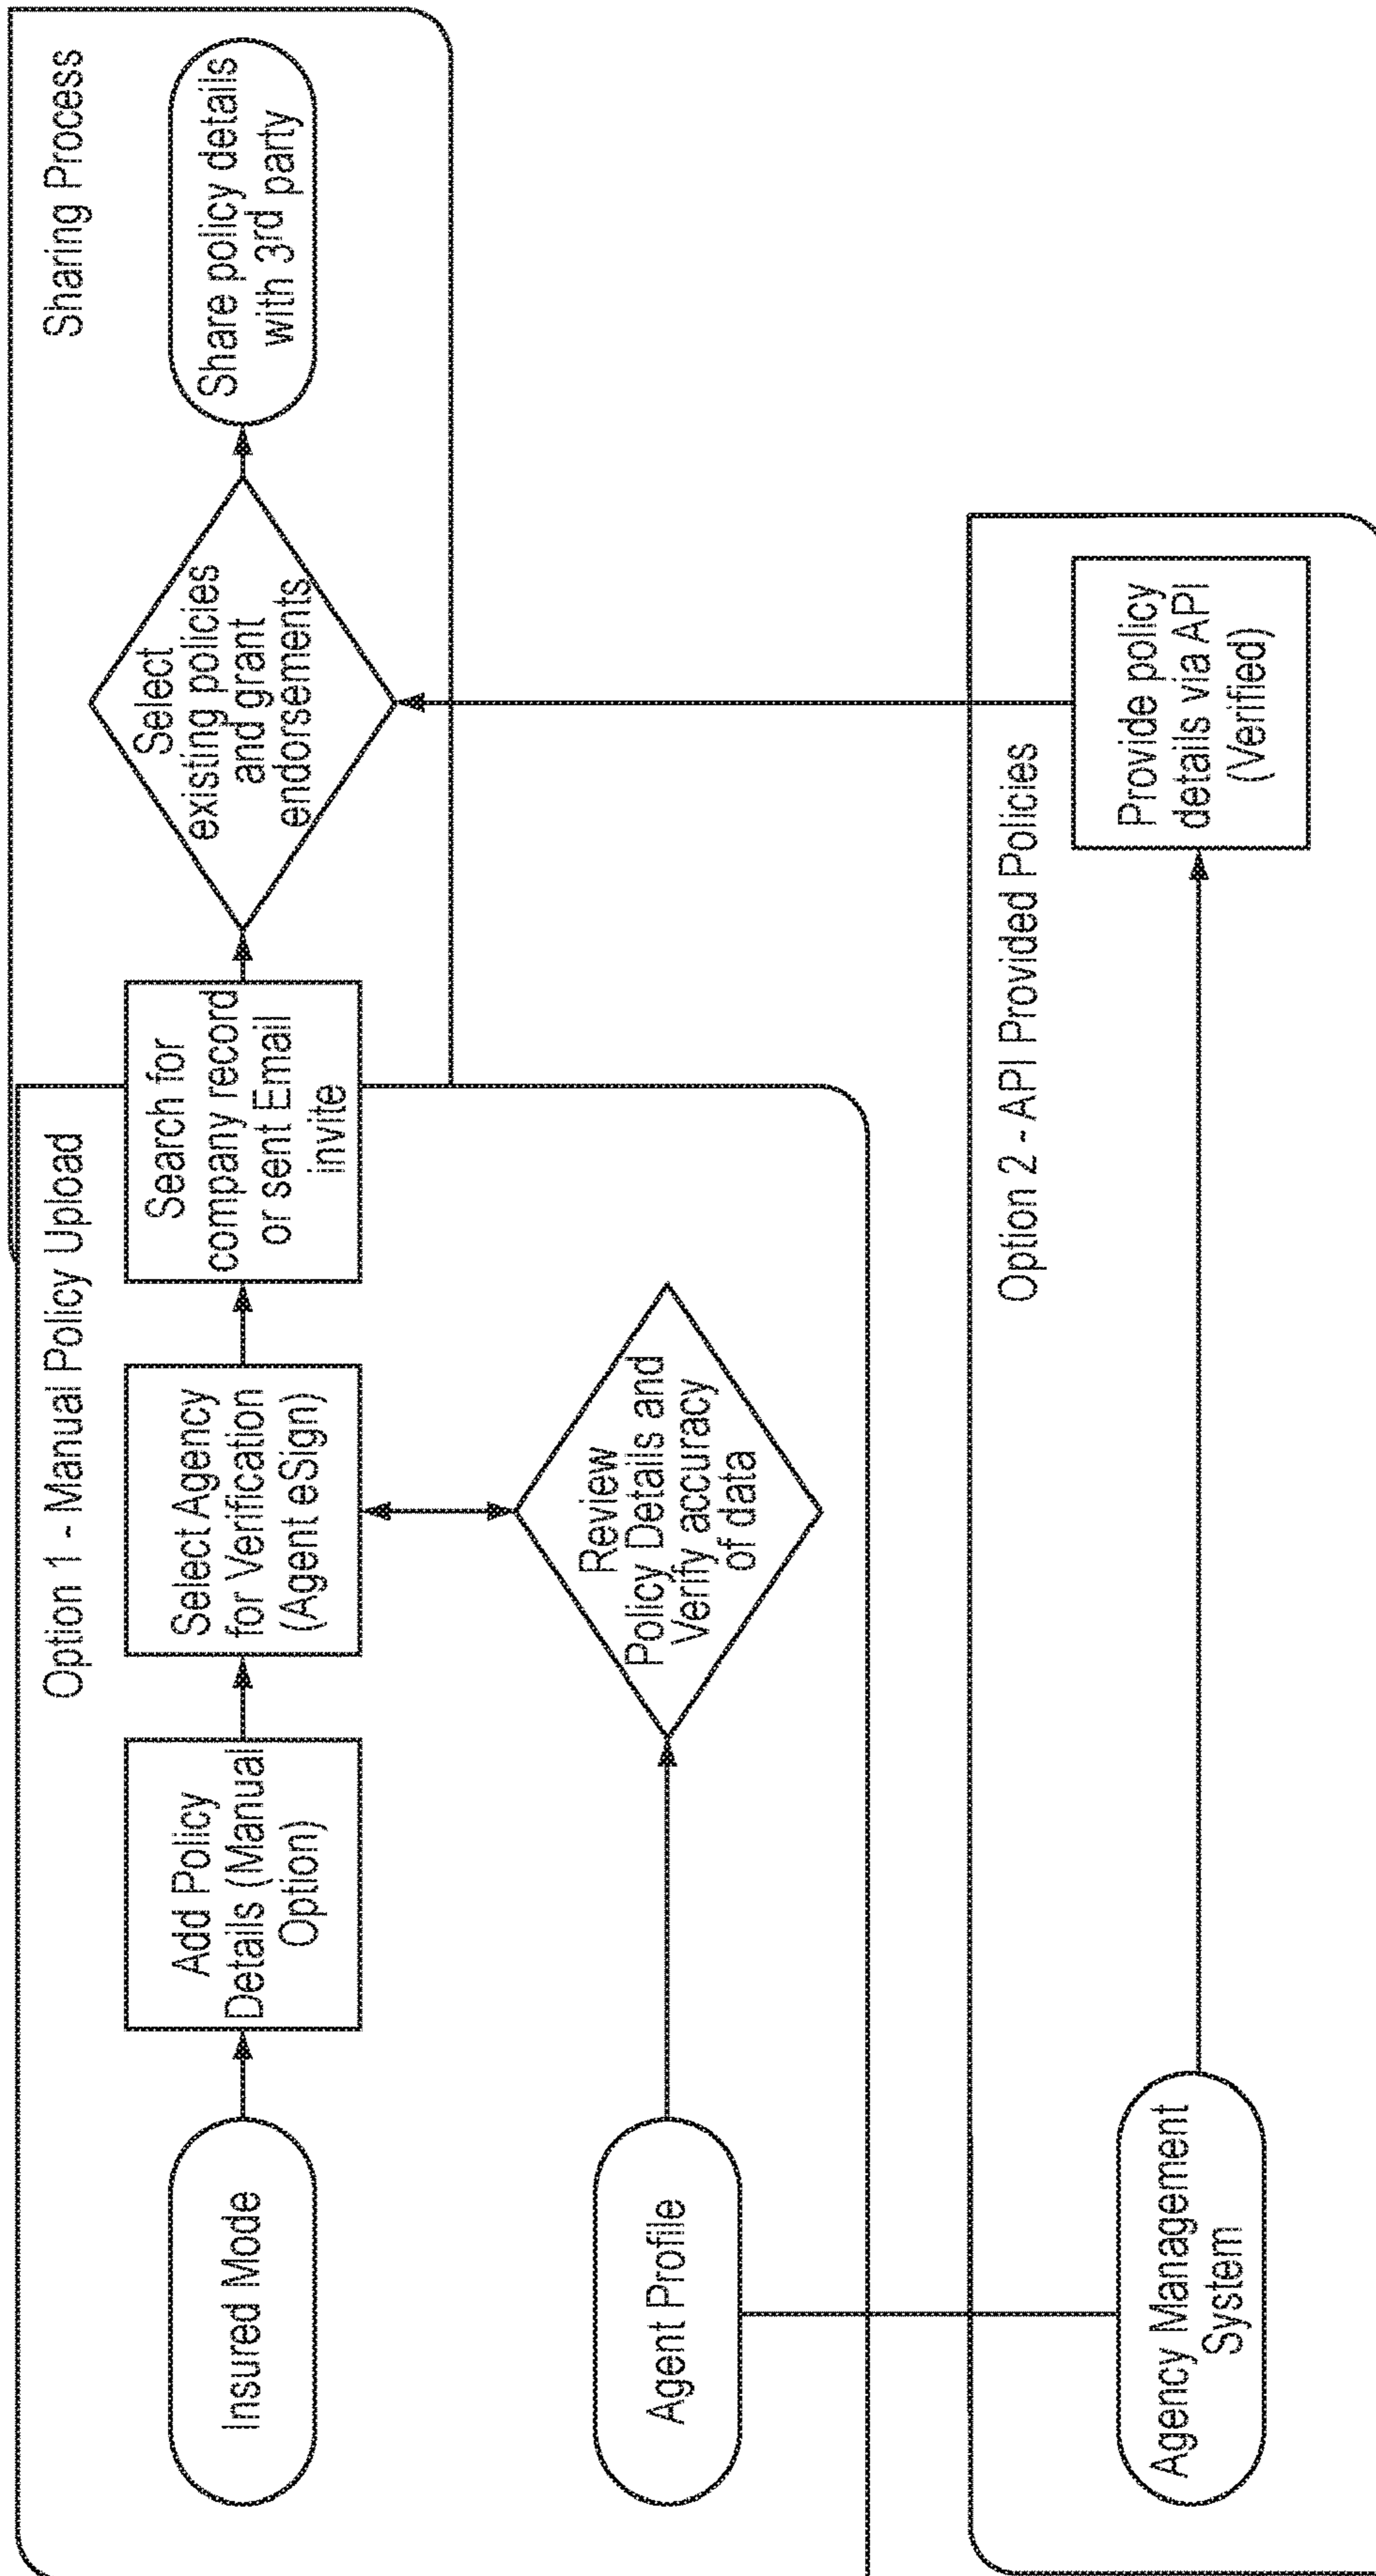 Option 1 - Manual Policy Upload
Sharing Process
Insured Mode
Add Policy
Details (Manual
Option)
Select Agency
for Verification
(Agent eSign)
Search for
company record
or sent Email
invite
Select
existing policies
and grant
endorsements
Share policy details
with 3rd party
Agent Profile
Review
Policy Details and
Verify accuracy
of data
Option 2 - API Provided Policies
Agency Management
System
Provide policy
details via API
(Verified)